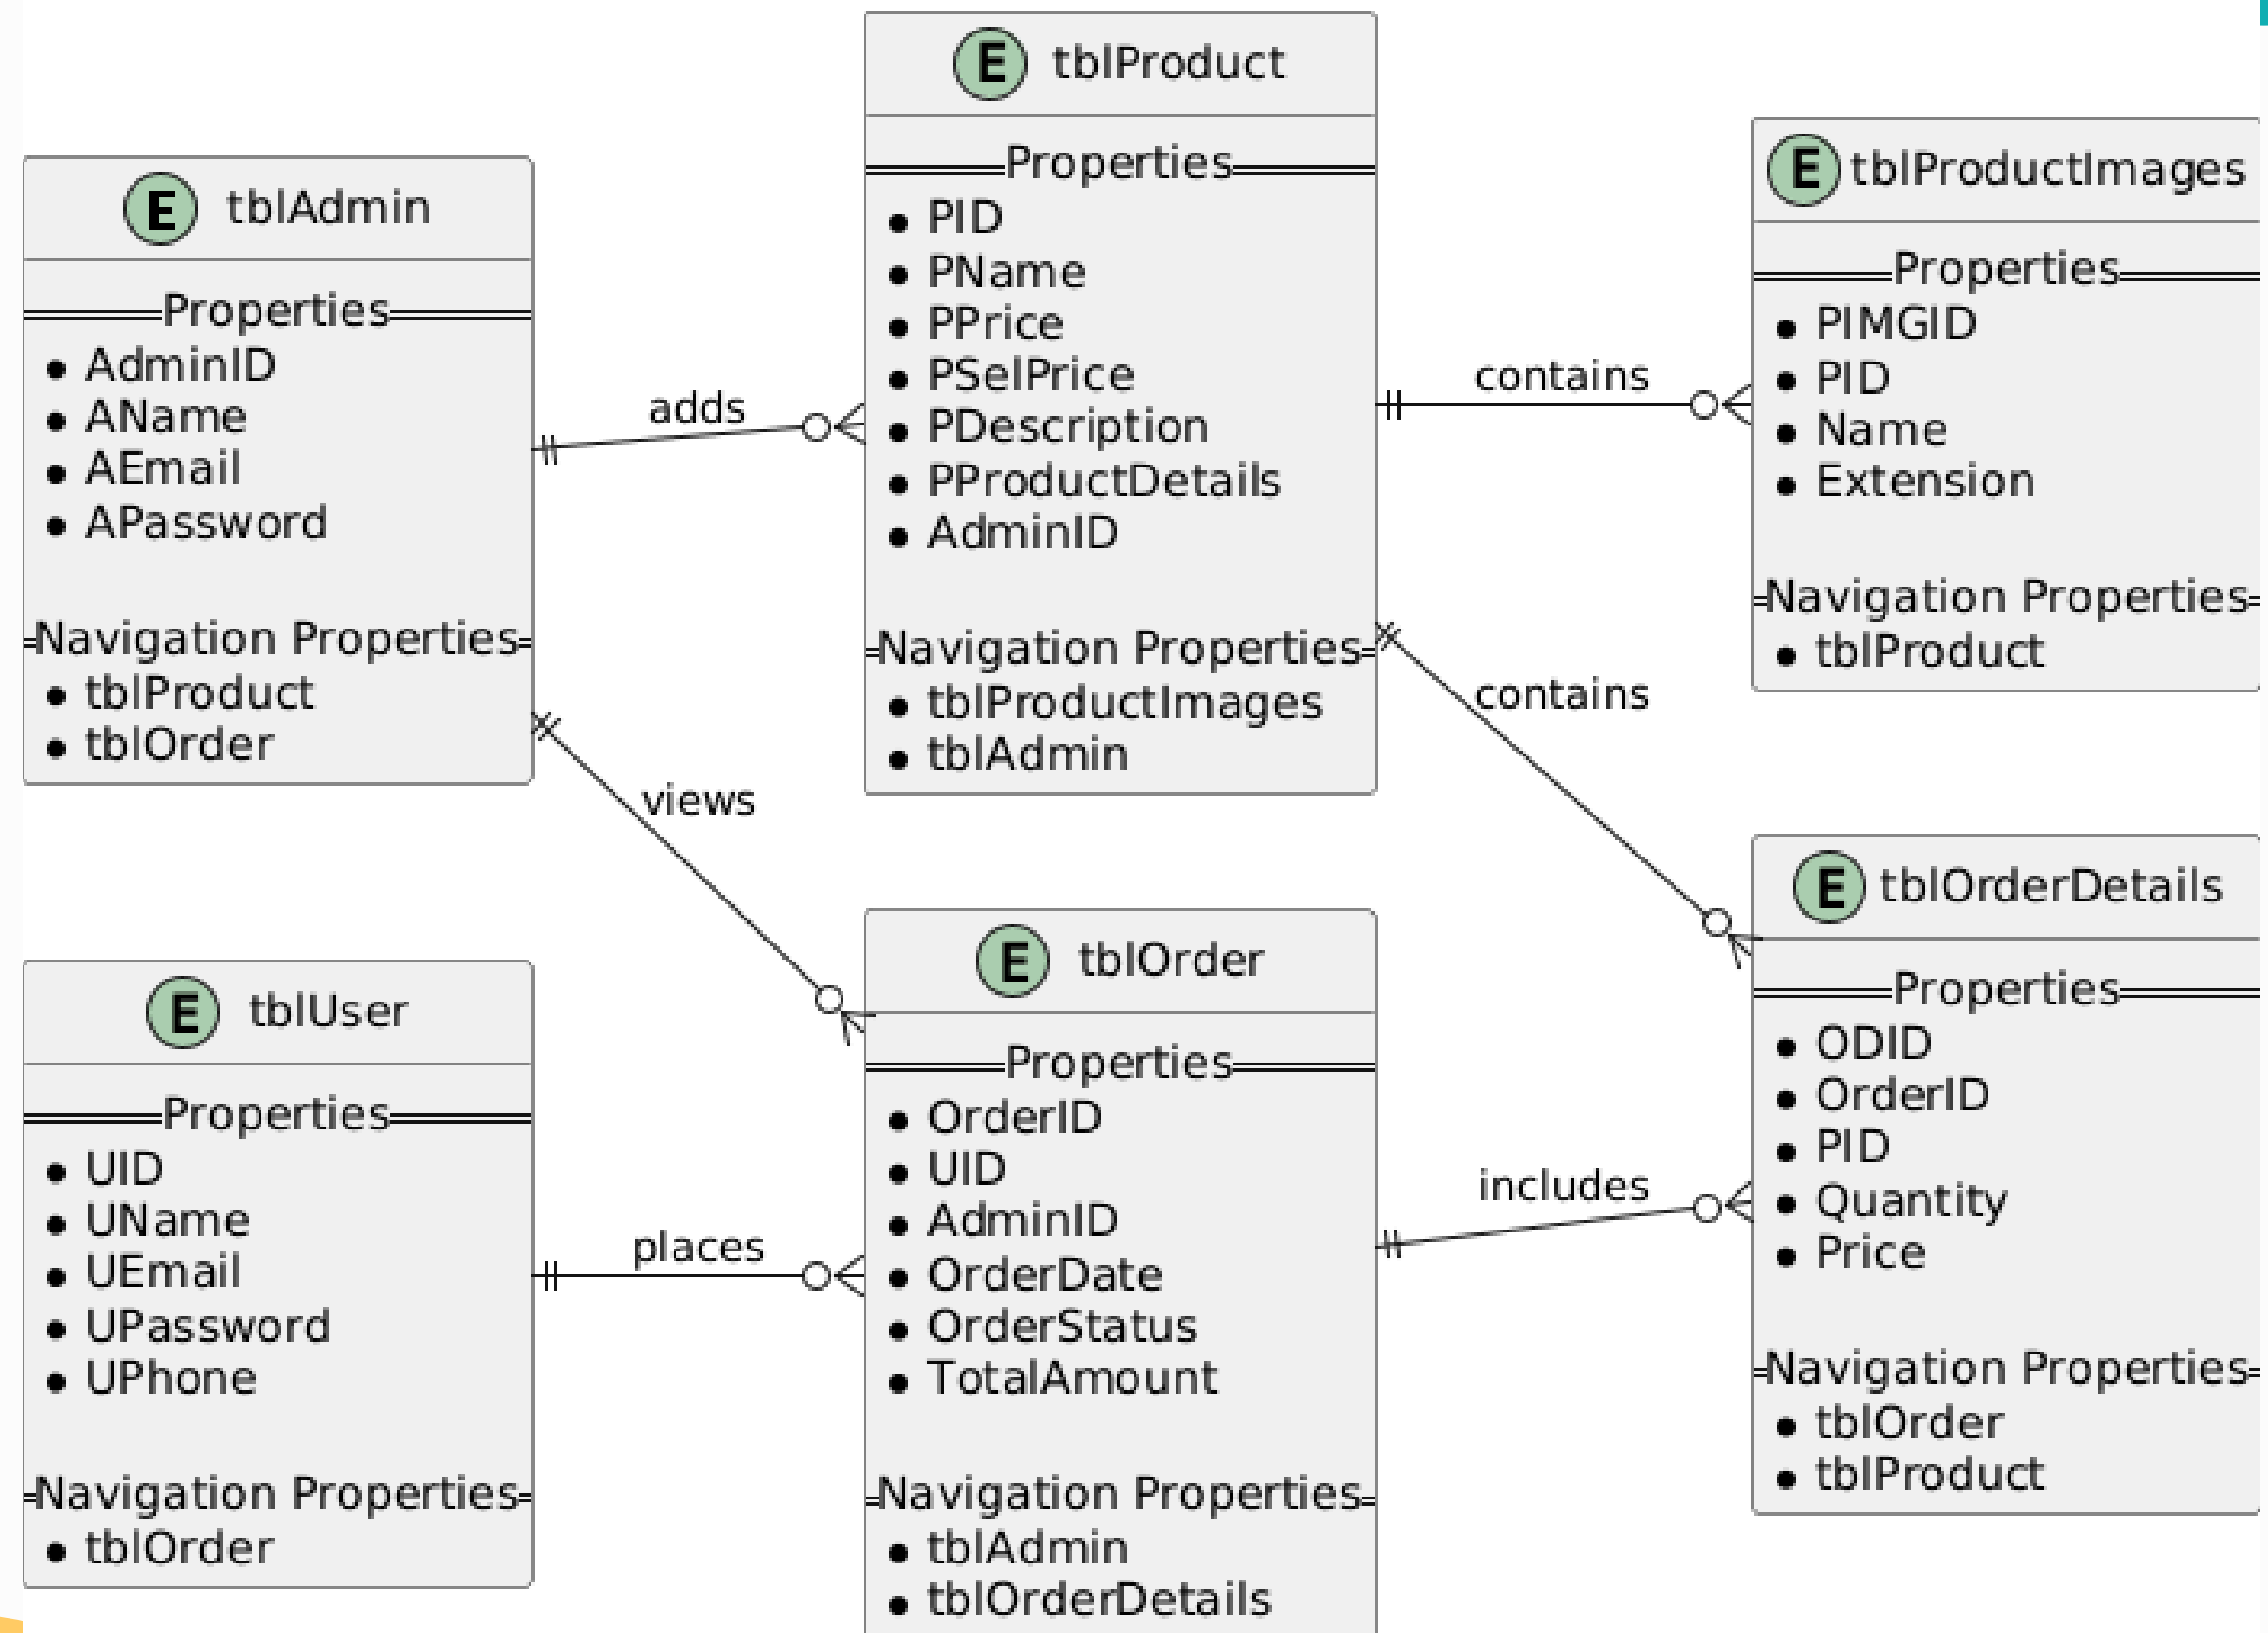 E tblAdmin
Properties
AdminID
AName
AEmail
APassword
Navigation Properties
tblProduct
tblOrder
adds
views
E tblProduct
Properties
PID
PName
PPrice
PSelPrice
PDescription
PProductDetails
AdminID
Navigation Properties
tblProductImages
tblAdmin
contains
contains
E tblProductImages
Properties
PIMGID
PID
Name
Extension
Navigation Properties
tblProduct
E tblUser
Properties
UID
UName
UEmail
UPassword
UPhone
Navigation Properties
tblOrder
places
E tblOrder
Properties
OrderID
UID
AdminID
OrderDate
OrderStatus
TotalAmount
Navigation Properties
tblAdmin
tblOrderDetails
includes
E tblOrderDetails
Properties
ODID
OrderID
PID
Quantity
Price
Navigation Properties
tblOrder
tblProduct